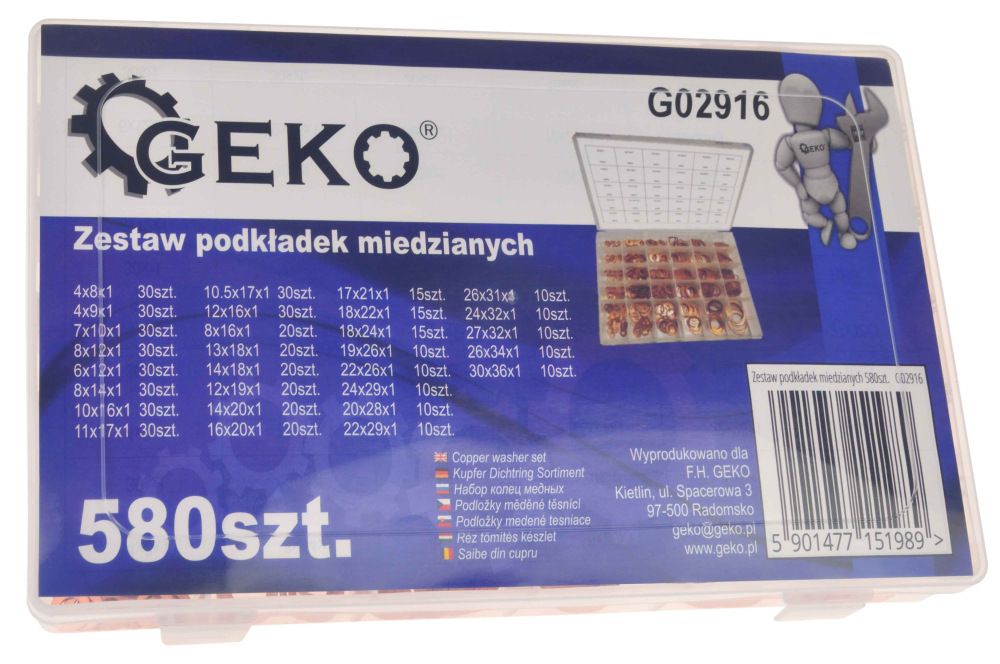 GEKO®
G02916
GEKO
Zestaw podkładek miedzianych
4x8x1 30szt. 10.5x17x1 30szt. 17x21x1 15szt. 26x31x1 10szt.
4x9x1 30szt. 12x16x1 30szt. 18x22x1 15szt. 24x32x1 10szt.
7x10x1 30szt. 8x16x1 20szt. 18x24x1 15szt. 27x32x1 10szt.
8x12x1 30szt. 13x18x1 20szt. 19x26x1 10szt. 26x34x1 10szt.
6x12x1 30szt. 14x18x1 20szt. 22x26x1 10szt. 30x36x1 10szt.
8x14x1 30szt. 12x19x1 20szt. 24x29x1 10szt.
10x16x1 30szt. 14x20x1 20szt. 20x28x1 10szt.
11x17x1 30szt. 16x20x1 20szt. 22x29x1 10szt.
580szt.
Copper washer set
Kupfer Dichtring Sortiment
Набор колец медных
Podložky měděné těsnící
Podložky medené tesniace
Réz tömítés készlet
Saibe din cupru
Wyprodukowano dla
F.H. GEKO
Kietlin, ul. Spacerowa 3
97-500 Radomsko
geko@geko.pl
www.geko.pl
Zestaw podkładek miedzianych 580szt. G02916
5 901477 151989 >